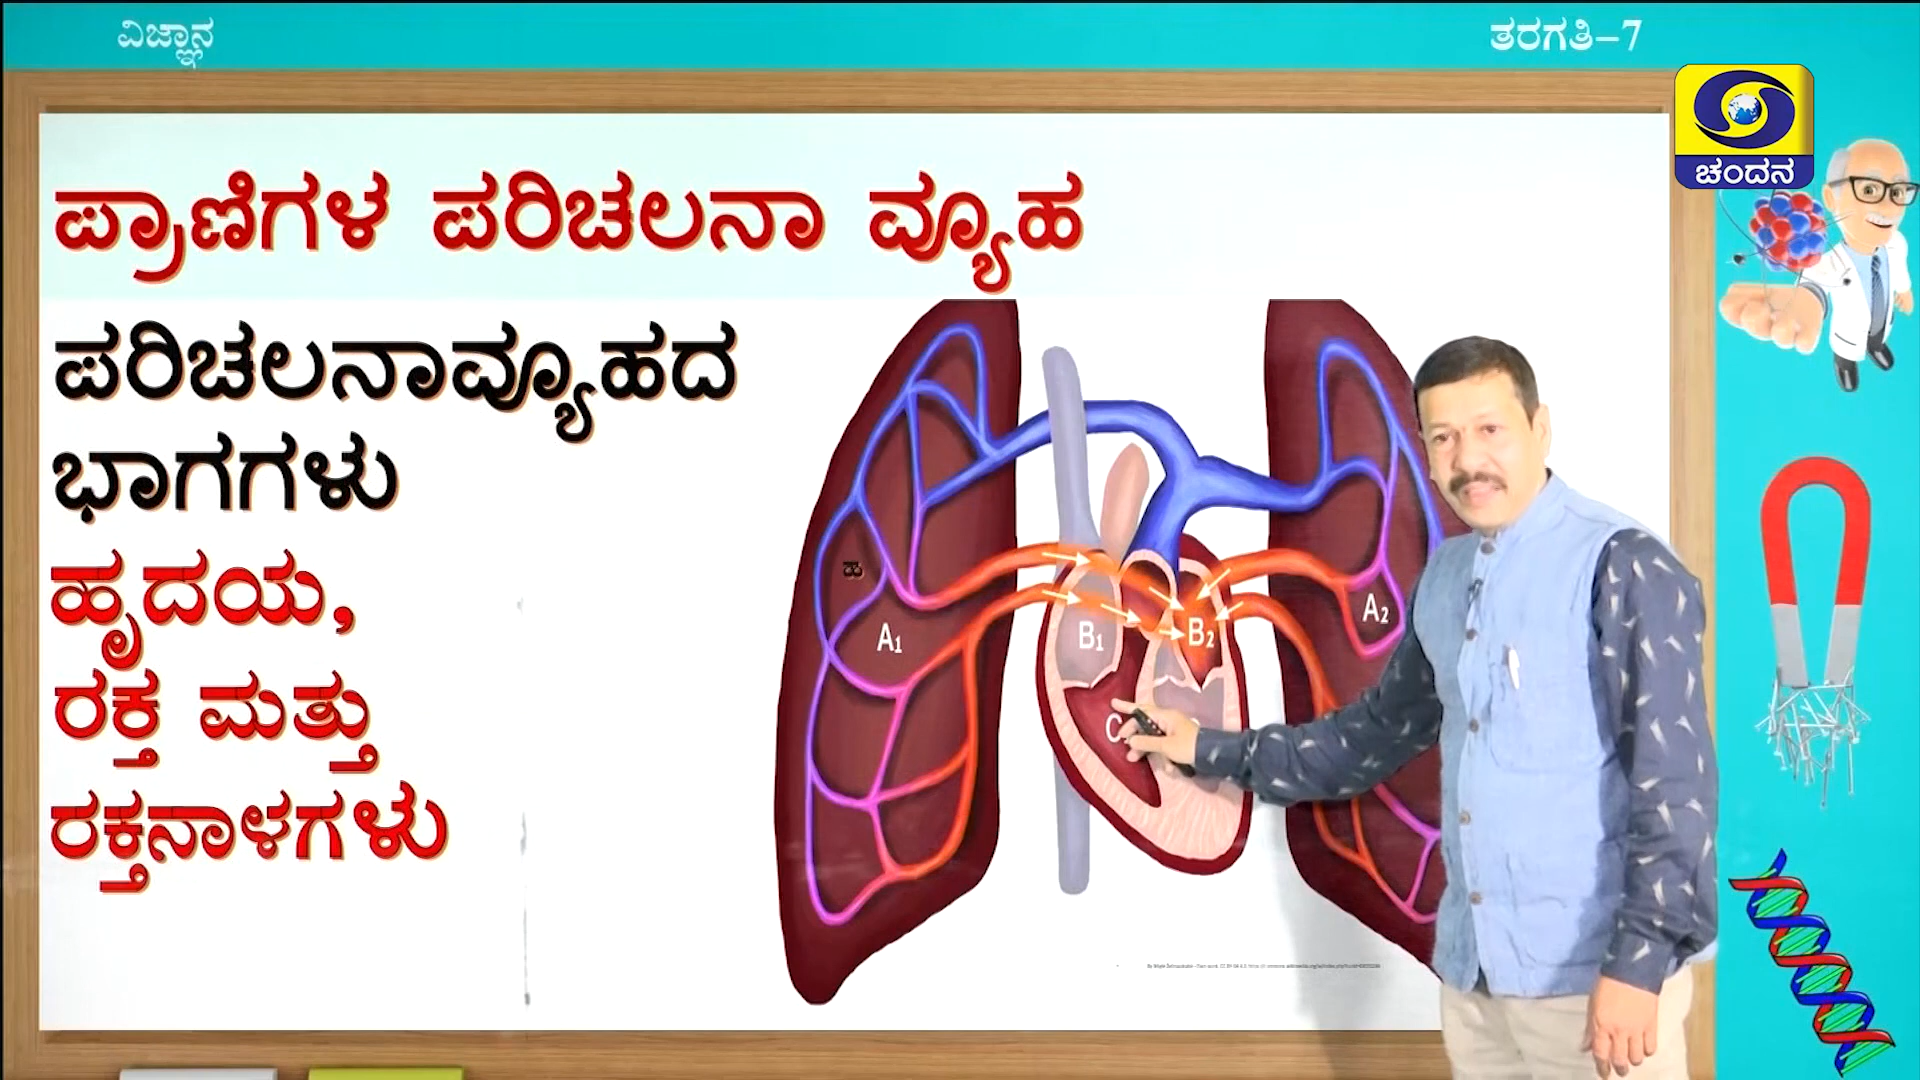 ವಿಜ್ಞಾನ
ತರಗತಿ-7
ಚಂದನ
ಪ್ರಾಣಿಗಳ ಪರಿಚಲನಾ ವ್ಯೂಹ
ಪರಿಚಲನಾವ್ಯೂಹದ
ಭಾಗಗಳು
ಹೃದಯ,
ರಕ್ತ ಮತ್ತು
ರಕ್ತನಾಳಗಳು
ಹ
A₁
B₁
B₂
A₂